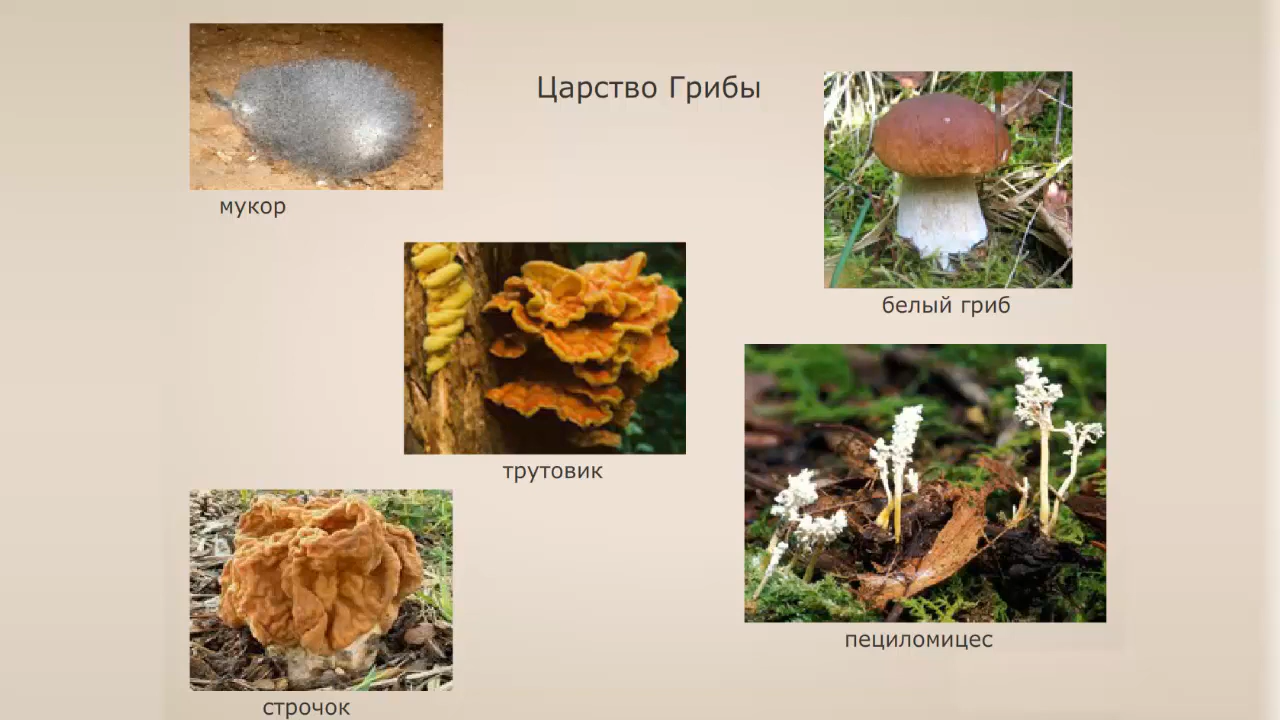 Царство Грибы
мукор
белый гриб
трутовик
пециломицес
строчок